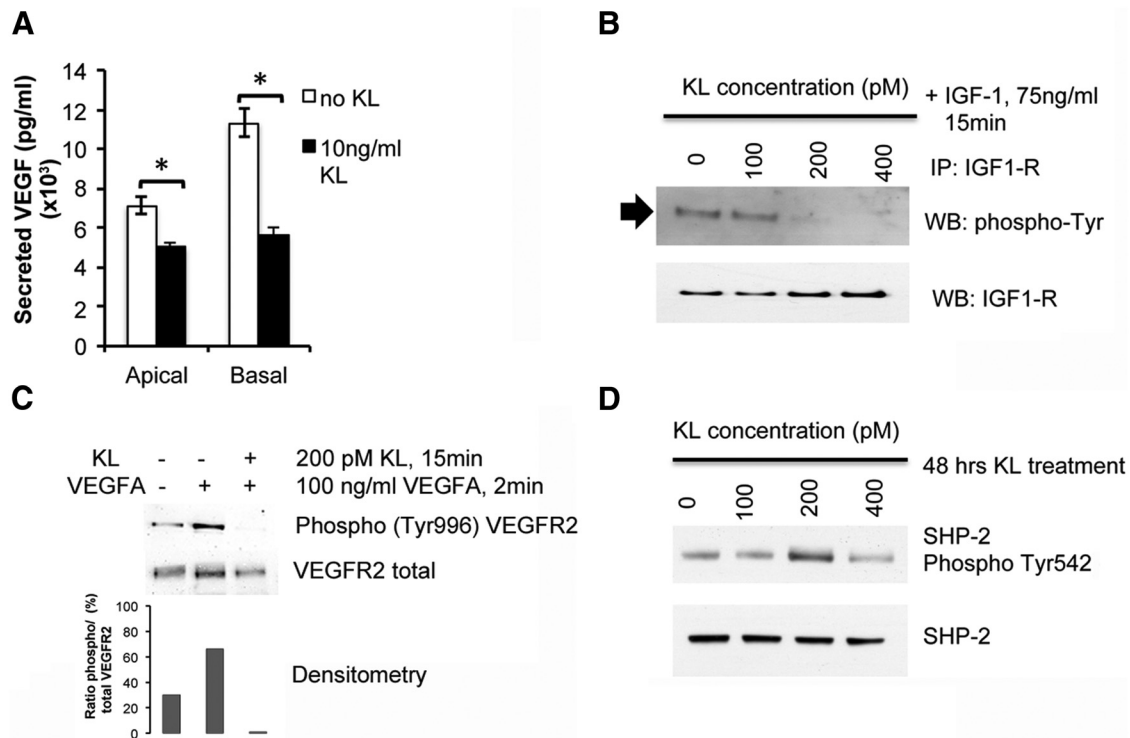 A
Secreted VEGF (pg/ml)
(x10³)
14
12
10
8
6
4
2
0
*
*
no KL
10ng/ml
KL
Apical
Basal
B
KL concentration (pM)
+ IGF-1, 75ng/ml
15min
0
100
200
400
IP: IGF1-R
WB: phospho-Tyr
WB: IGF1-R
C
KL - - + 200 pM KL, 15min
VEGFA - + + 100 ng/ml VEGFA, 2min
Phospho (Tyr996) VEGFR2
VEGFR2 total
Ratio phospho/ (%)
total VEGFR2
100
80
60
40
20
0
Densitometry
D
KL concentration (pM)
48 hrs KL treatment
0
100
200
400
SHP-2
Phospho Tyr542
SHP-2